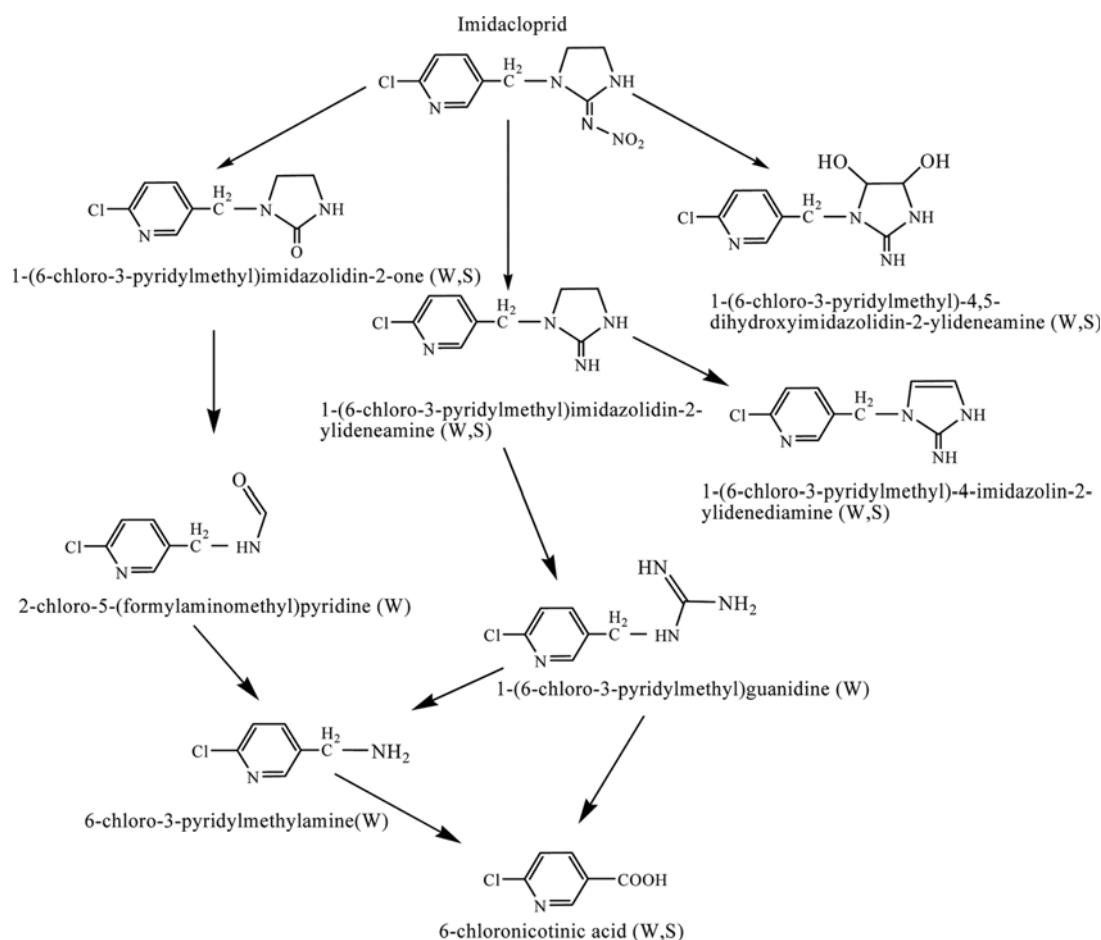 Imidacloprid
Cl N H2 C N NH N NO2
Cl N H2 C N NH O
1-(6-chloro-3-pyridylmethyl)imidazolidin-2-one (W,S)
HO OH
Cl N H2 C N NH NH
1-(6-chloro-3-pyridylmethyl)-4,5-
dihydroxyimidazolidin-2-ylideneamine (W,S)
Cl N H2 C N NH NH
1-(6-chloro-3-pyridylmethyl)imidazolidin-2-
ylideneamine (W,S)
Cl N H2 C N NH NH
1-(6-chloro-3-pyridylmethyl)-4-imidazolin-2-
ylidenediamine (W,S)
O
Cl N H2 C HN
2-chloro-5-(formylaminomethyl)pyridine (W)
HN NH2
Cl N H2 C HN
1-(6-chloro-3-pyridylmethyl)guanidine (W)
Cl N H2 C NH2
6-chloro-3-pyridylmethylamine(W)
Cl N COOH
6-chloronicotinic acid (W,S)